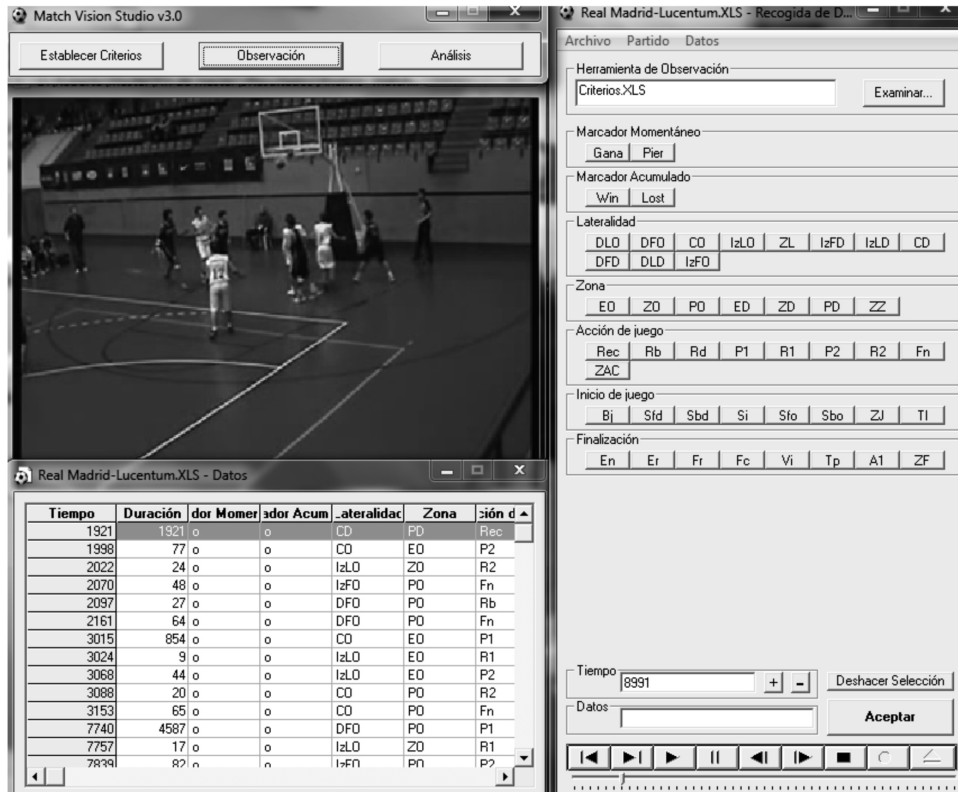 Match Vision Studio v3.0
Establecer Criterios Observación Análisis
Real Madrid-Lucentum.XLS - Datos
Tiempo Duración dor Momer ador Acum Lateralidac Zona ción d
1921 1921 o o CD PD Rec
1998 77 o o CO EO P2
2022 24 o o IzLO ZO R2
2070 48 o o IzFO PO Fn
2097 27 o o DFO PO Rb
2161 64 o o DFO PO Fn
3015 854 o o CO EO P1
3024 9 o o IzLO EO R1
3068 44 o o IzLO EO P2
3088 20 o o CO PO R2
3153 65 o o CO PO Fn
7740 4587 o o DFO PO P1
7757 17 o o IzLO ZO R1
7839 82 o o IzFO PO P2
Real Madrid-Lucentum.XLS - Recogida de D...
Archivo Partido Datos
Herramienta de Observación
Criterios.XLS Examinar...
Marcador Momentáneo
Gana Pier
Marcador Acumulado
Win Lost
Lateralidad
DLO DFO CO IzLO ZL IzFD IzLD CD
DFD DLD IzFO
Zona
EO ZO PO ED ZD PD ZZ
Acción de juego
Rec Rb Rd P1 R1 P2 R2 Fn
ZAC
Inicio de juego
Bj Sfd Sbd Si Sfo Sbo ZJ TI
Finalización
En Er Fr Fc Vi Tp A1 ZF
Tiempo 8991 + - Deshacer Selección
Datos Aceptar